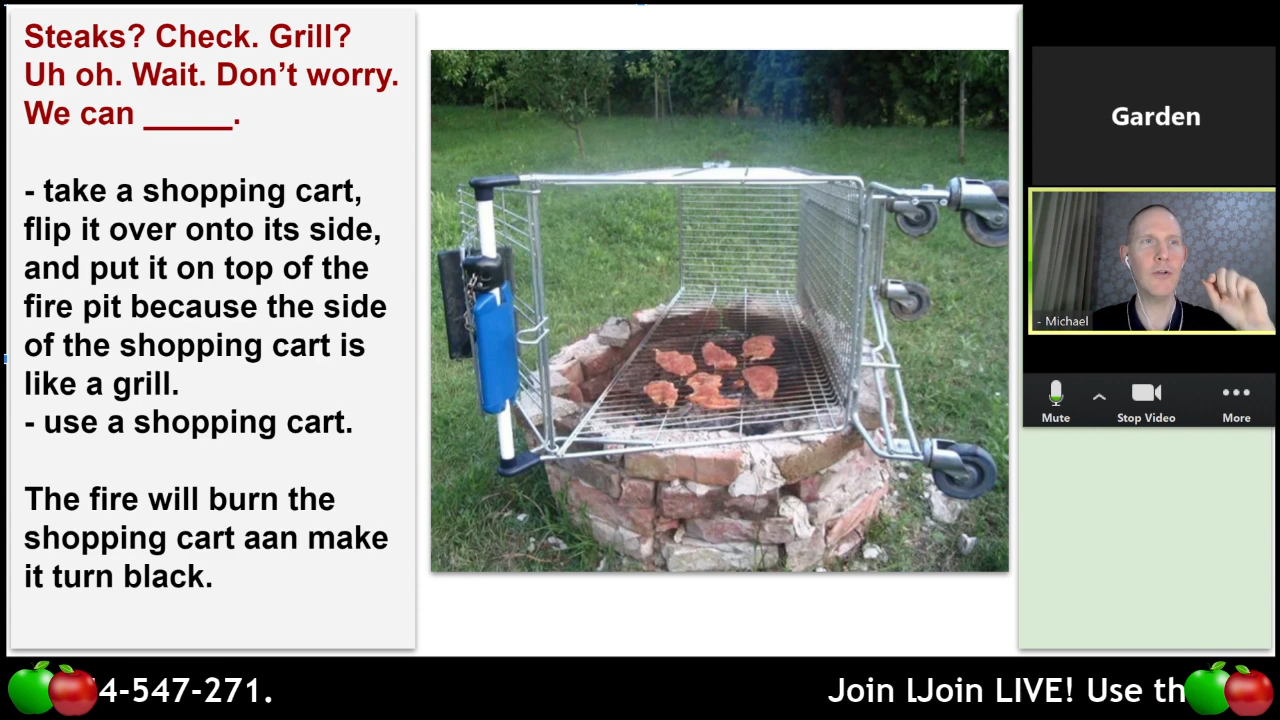 Steaks? Check. Grill?
Uh oh. Wait. Don't worry.
We can _____.
- take a shopping cart,
flip it over onto its side,
and put it on top of the
fire pit because the side
of the shopping cart is
like a grill.
- use a shopping cart.
The fire will burn the
shopping cart aan make
it turn black.
Garden
- Michael
Mute
Stop Video
More
4-547-271.
Join LJoin LIVE! Use th